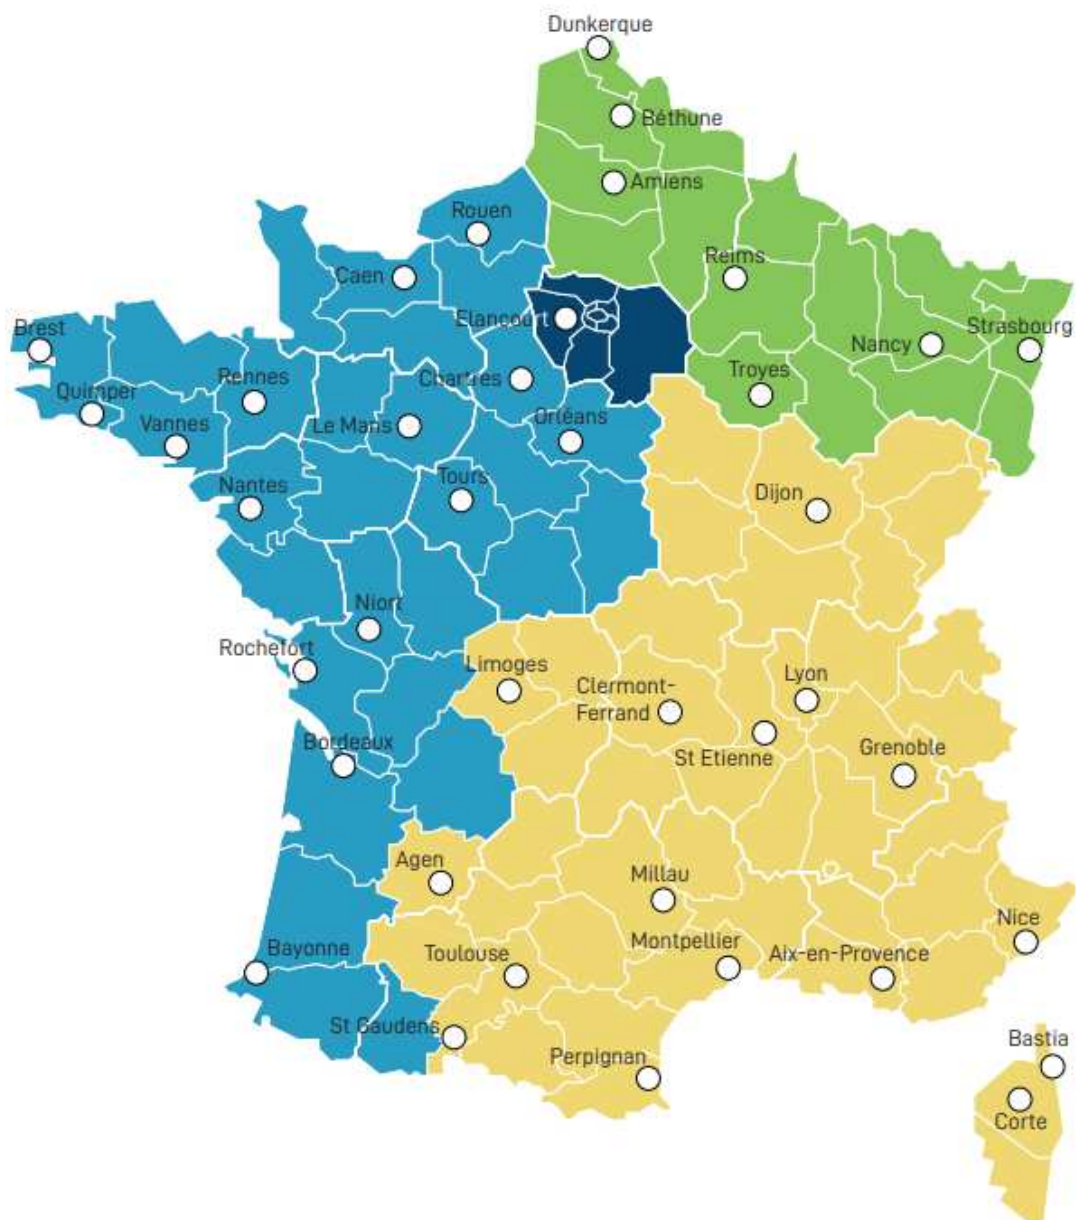 Dunkerque
Béthune
Amiens
Rouen
Reims
Caen
Elancourt
Strasbourg
Brest
Nancy
Chartres
Rennes
Troyes
Quimper
Orléans
Vannes
Le Mans
Tours
Nantes
Dijon
Niort
Rochefort
Limoges
Lyon
Clermont-
Ferrand
Bordeaux
Grenoble
St Etienne
Agen
Millau
Nice
Montpellier
Bayonne
Toulouse
Aix-en-Provence
St Gaudens
Bastia
Perpignan
Corte